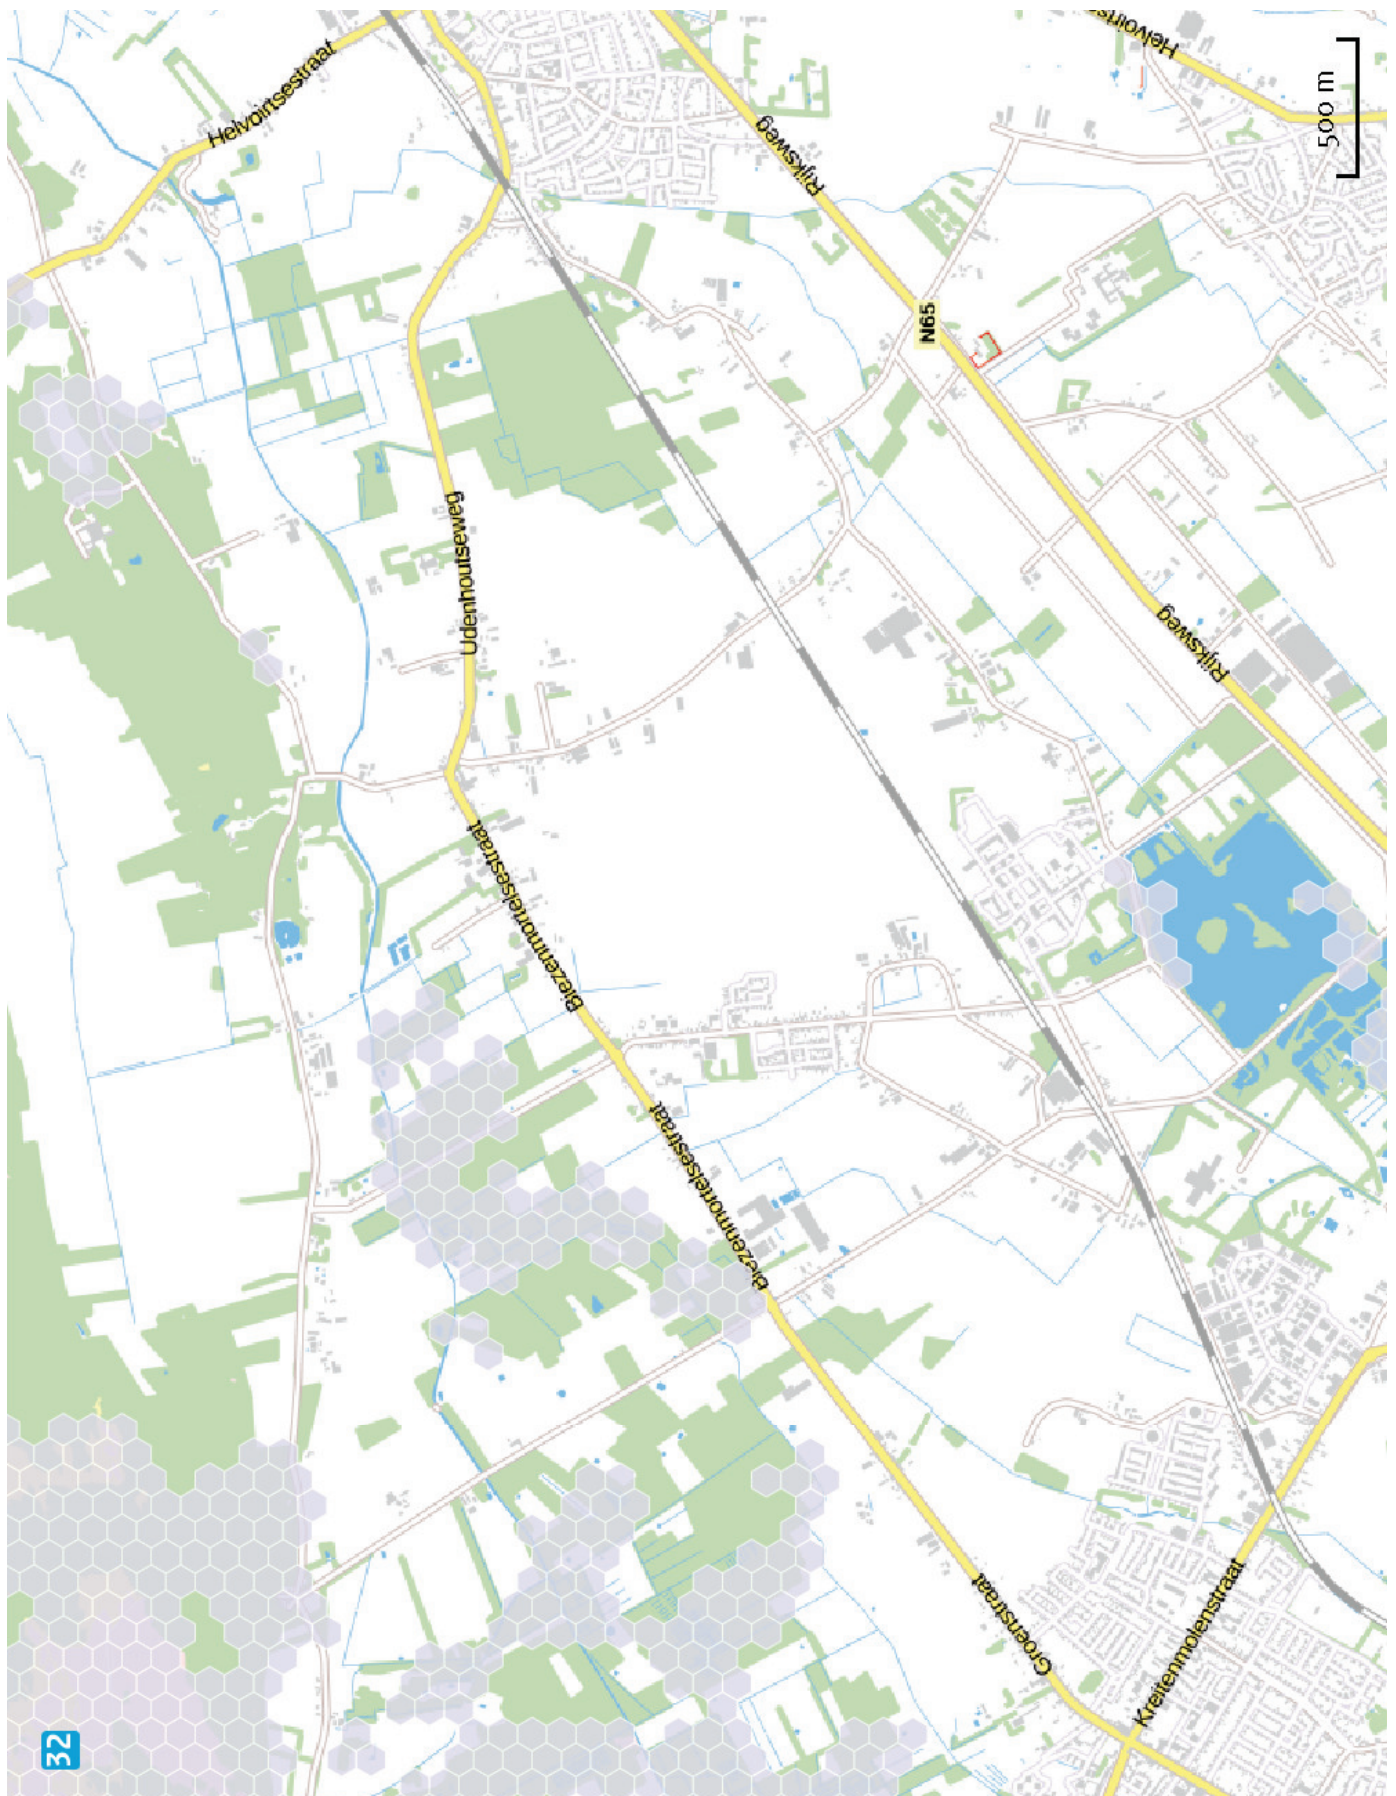 Helvoirtsestraat
Helvoirts
500 m
Rijksweg
N65
Udenhoutseweg
Rijksweg
Biezenmortelsestraat
Biezenmortelsestraat
Groenstraat
Kreitenmolenstraat
32